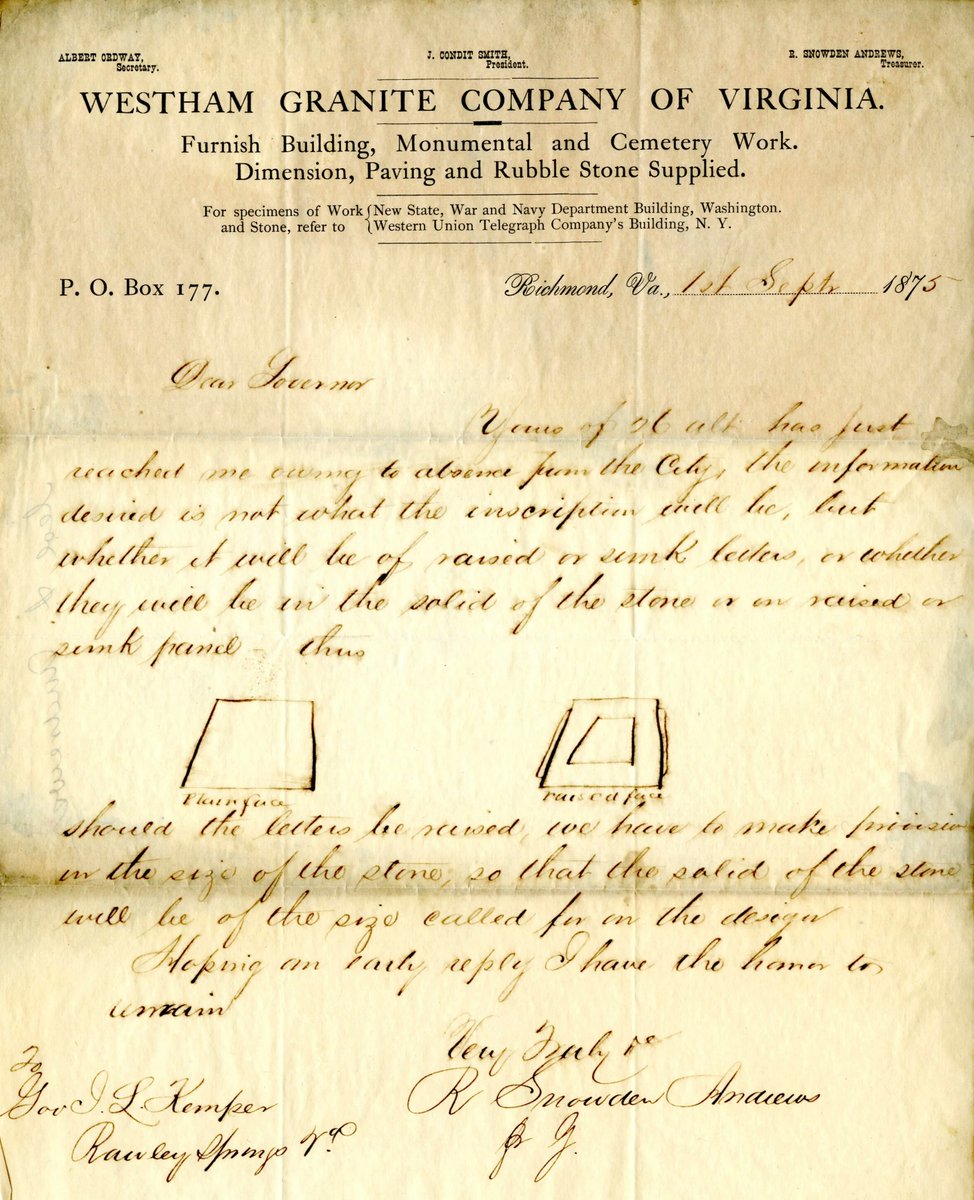 ALBERT ORDWAY,
Secretary.
J. CONDIT SMITH,
President.
R. SNOWDEN ANDREWS,
Treasurer.
WESTHAM GRANITE COMPANY OF VIRGINIA.
Furnish Building, Monumental and Cemetery Work.
Dimension, Paving and Rubble Stone Supplied.
For specimens of Work { New State, War and Navy Department Building, Washington.
and Stone, refer to { Western Union Telegraph Company's Building, N. Y.
P. O. Box 177.
Richmond, Va., 1st Sept 1875
Dear Governor
Yours of 26 ult has just
reached me owing to absence from the City, the information
desired is not what the inscription will be, but
whether it will be of raised or sunk letters, or whether
they will be in the solid of the stone or on raised or
sunk panel - thus
Plain face
raised face
should the letters be raised, we have to make provision
in the size of the stone, so that the solid of the stone
will be of the size called for on the design
Hoping an early reply I have the honor to
remain
Very Truly &c
R Snowden Andrews
To
Gov J. L. Kemper
Rawley Springs Va